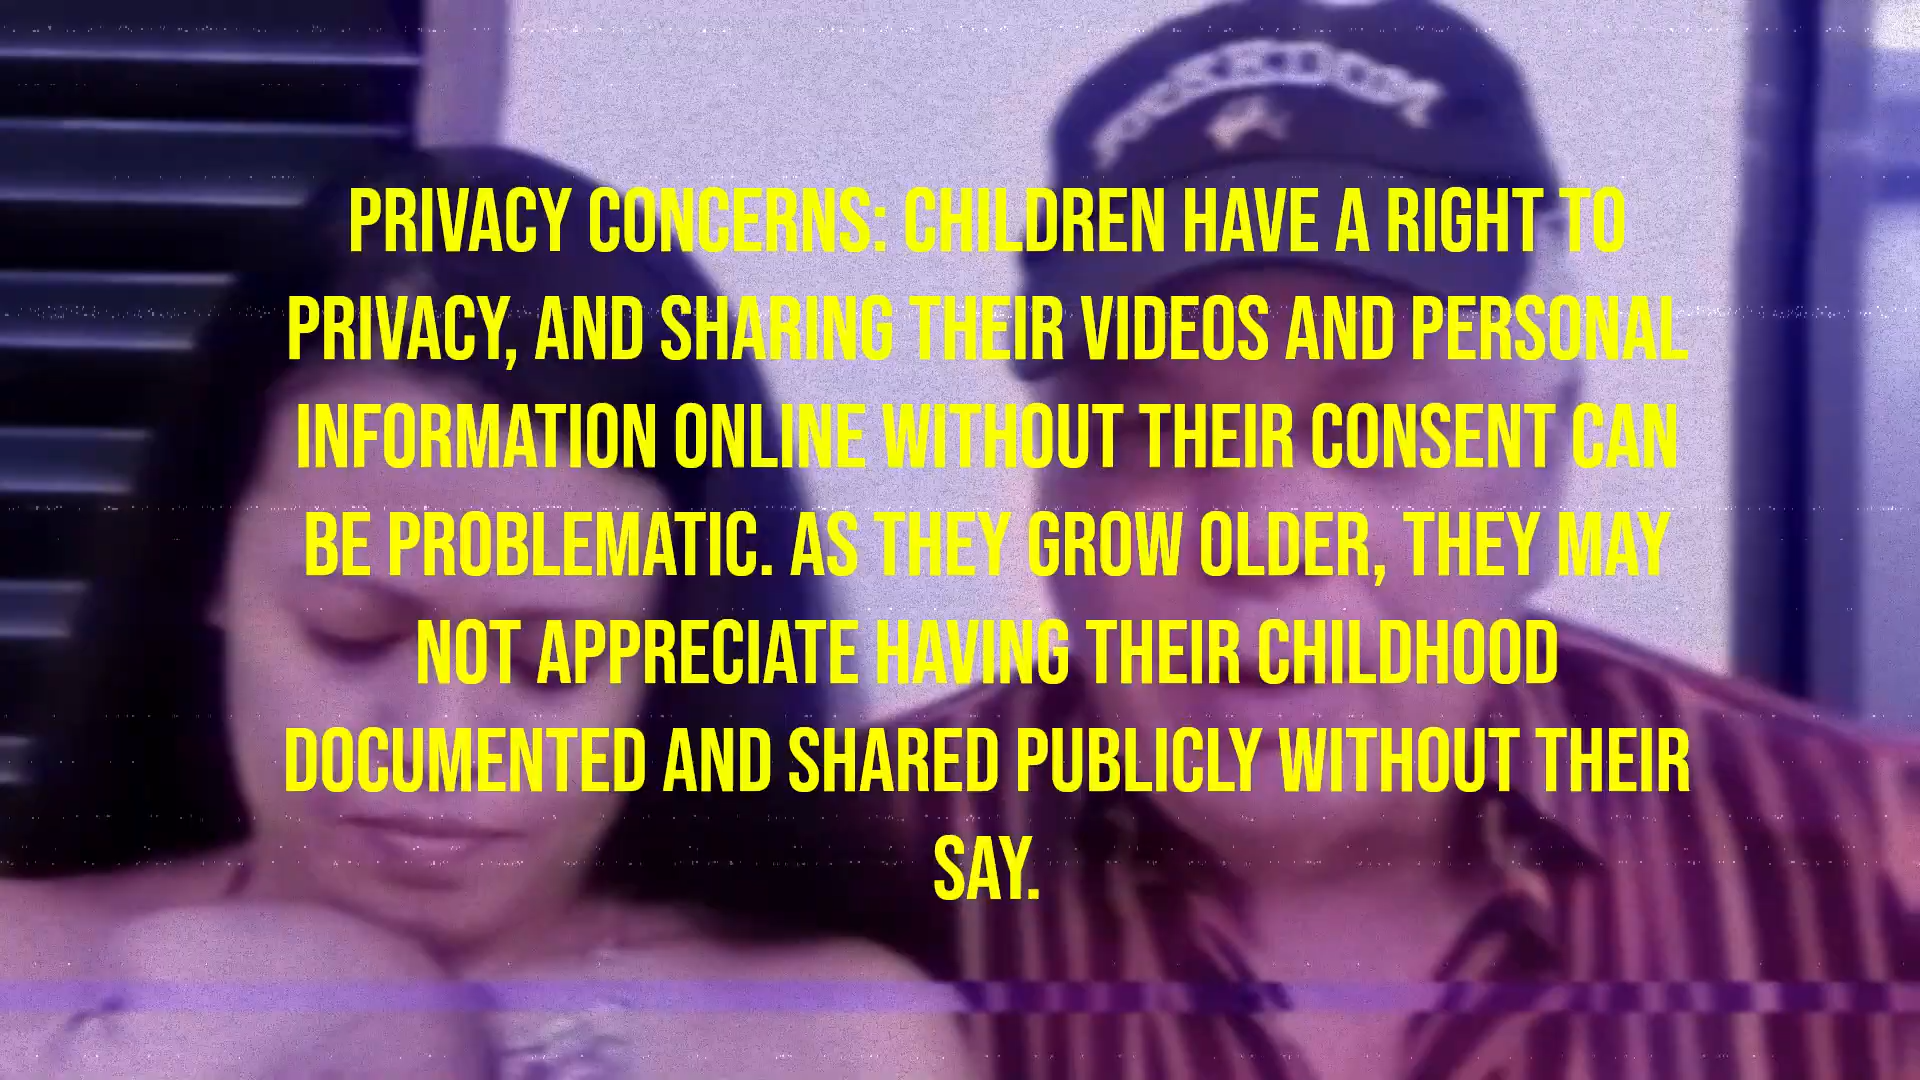 PRIVACY CONCERNS: CHILDREN HAVE A RIGHT TO
PRIVACY, AND SHARING THEIR VIDEOS AND PERSONAL
INFORMATION ONLINE WITHOUT THEIR CONSENT CAN
BE PROBLEMATIC. AS THEY GROW OLDER, THEY MAY
NOT APPRECIATE HAVING THEIR CHILDHOOD
DOCUMENTED AND SHARED PUBLICLY WITHOUT THEIR
SAY.